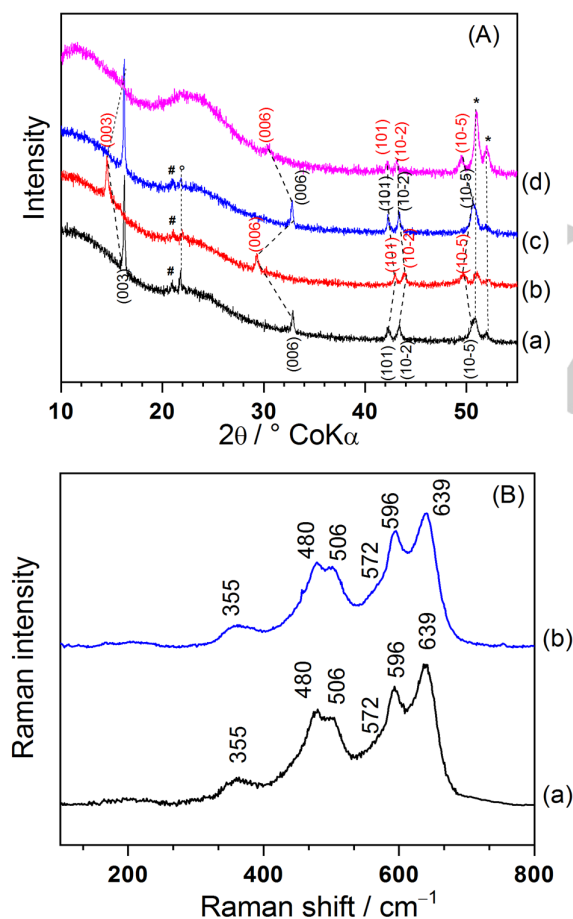 (A)
Intensity
(003)
(006)
(101)
(10-2)
(10-5)
*
*
(d)
#
°
(006)
(101)
(10-2)
(10-5)
(c)
#
(006)
(101)
(10-2)
(10-5)
(b)
(003)
#
(006)
(101)
(10-2)
(10-5)
(a)
10 20 30 40 50
2θ / ° CoKα
(B)
Raman intensity
355
480
506
572
596
639
(b)
355
480
506
572
596
639
(a)
200 400 600 800
Raman shift / cm⁻¹